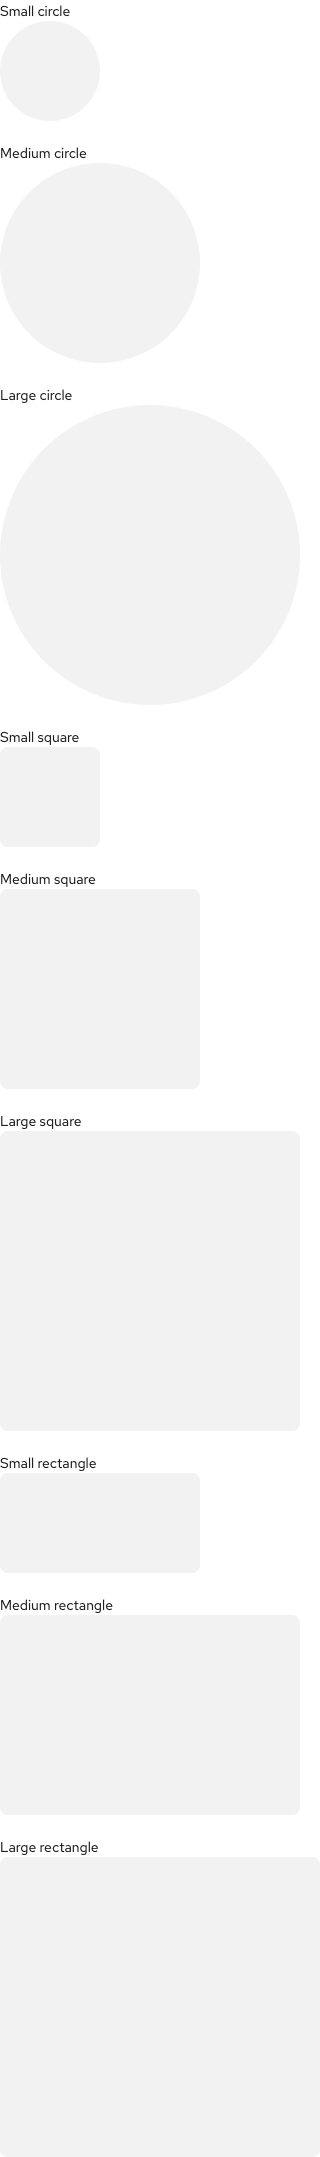 Small circle
Medium circle
Large circle
Small square
Medium square
Large square
Small rectangle
Medium rectangle
Large rectangle